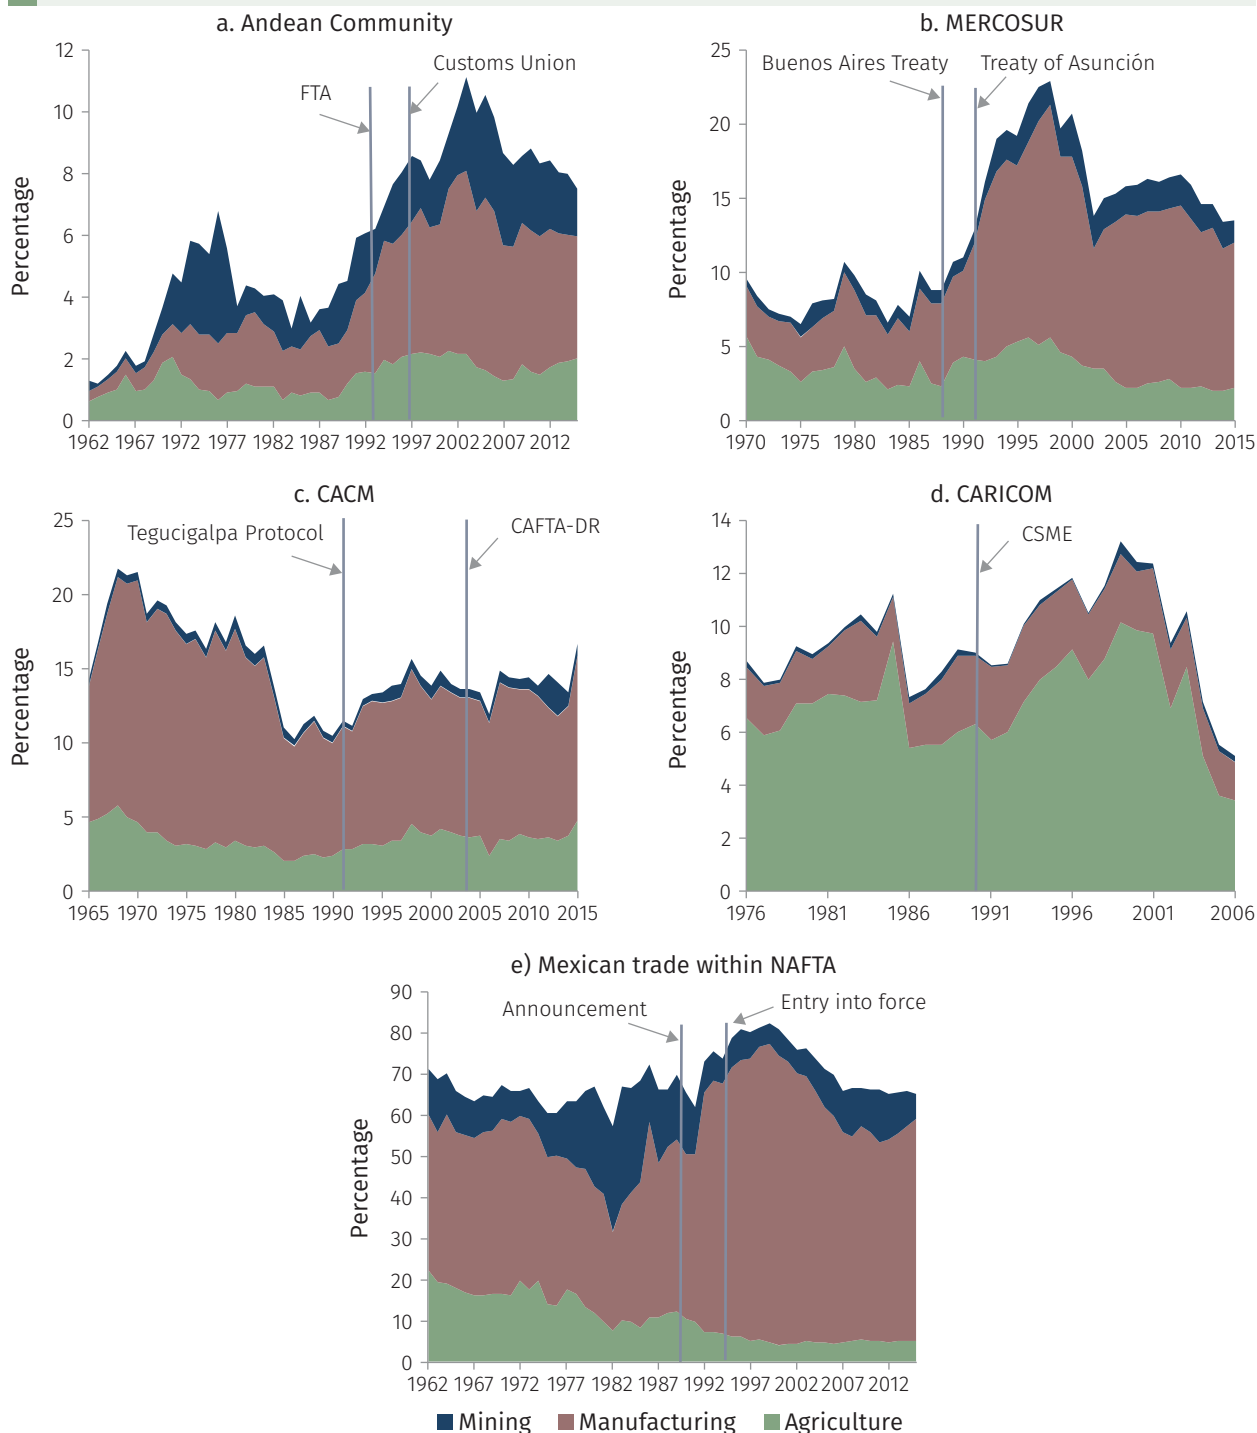 a. Andean Community
12
10
8
6
4
2
0
Percentage
FTA
Customs Union
1962 1967 1972 1977 1982 1987 1992 1997 2002 2007 2012
b. MERCOSUR
25
20
15
10
5
0
Percentage
Buenos Aires Treaty
Treaty of Asunción
1970 1975 1980 1985 1990 1995 2000 2005 2010 2015
c. CACM
25
20
15
10
5
0
Percentage
Tegucigalpa Protocol
CAFTA-DR
1965 1970 1975 1980 1985 1990 1995 2000 2005 2010 2015
d. CARICOM
14
12
10
8
6
4
2
0
Percentage
CSME
1976 1981 1986 1991 1996 2001 2006
e) Mexican trade within NAFTA
90
80
70
60
50
40
30
20
10
0
Percentage
Announcement
Entry into force
1962 1967 1972 1977 1982 1987 1992 1997 2002 2007 2012
Mining Manufacturing Agriculture